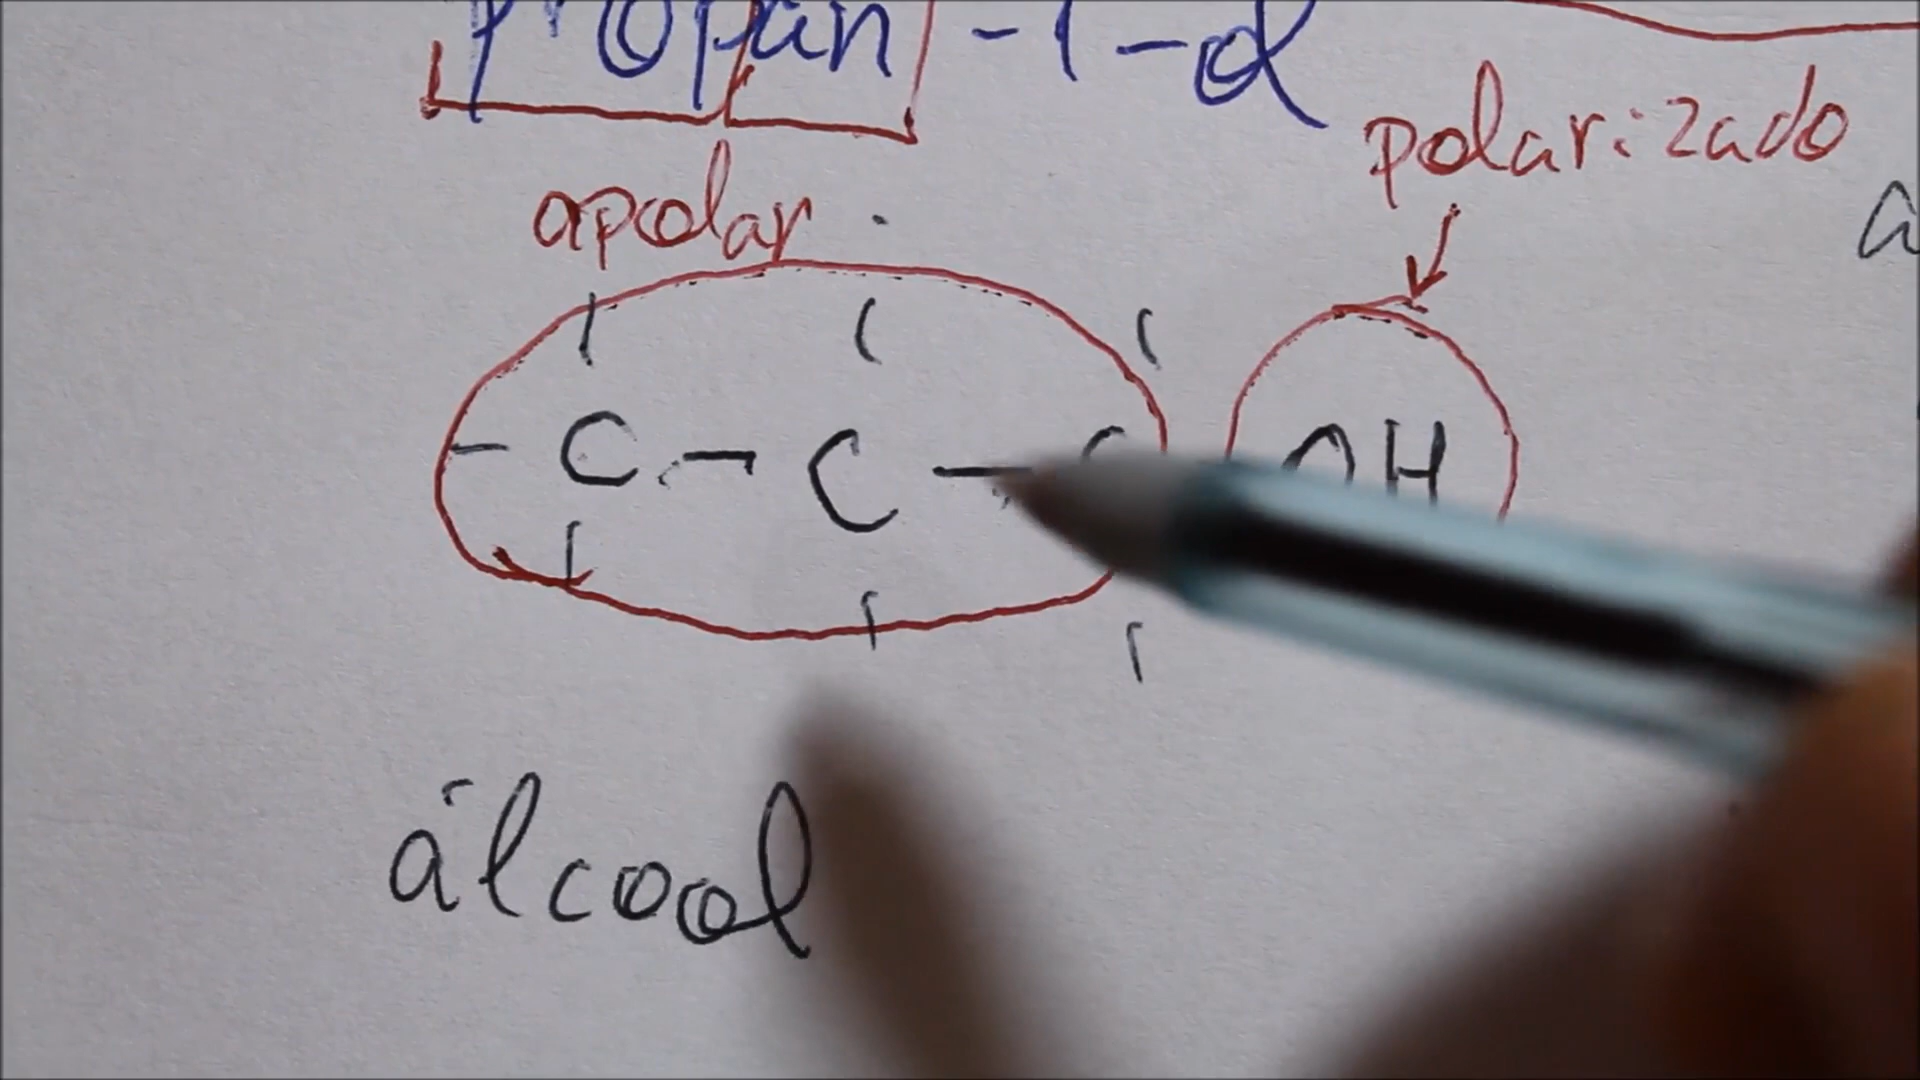 propan-1-ol
polarizado
apolar
- C - C - C OH
álcool